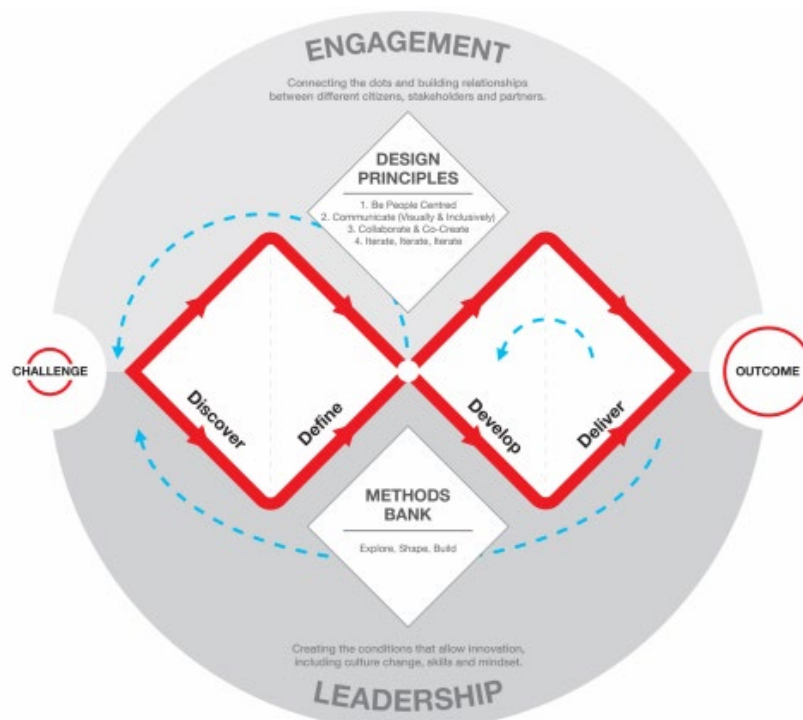 ENGAGEMENT
Connecting the dots and building relationships
between different citizens, stakeholders and partners.
DESIGN
PRINCIPLES
1. Be People Centred
2. Communicate (Visually & Inclusively)
3. Collaborate & Co-Create
4. Iterate, Iterate, Iterate
CHALLENGE
OUTCOME
Discover
Define
Develop
Deliver
METHODS
BANK
Explore, Shape, Build
Creating the conditions that allow innovation,
including culture change, skills and mindset.
LEADERSHIP